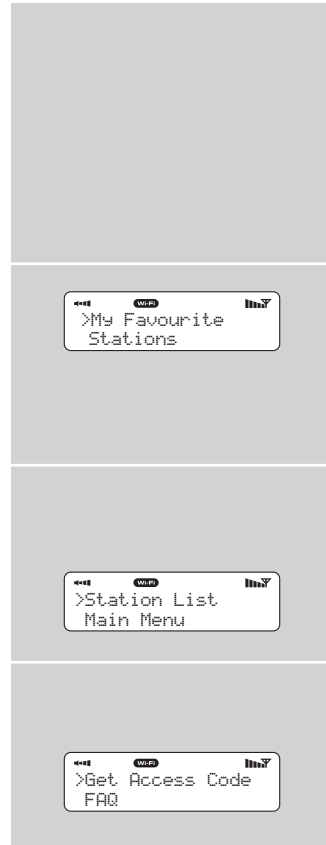 Wi-Fi
>My Favourite
Stations
Wi-Fi
>Station List
Main Menu
Wi-Fi
>Get Access Code
FAQ